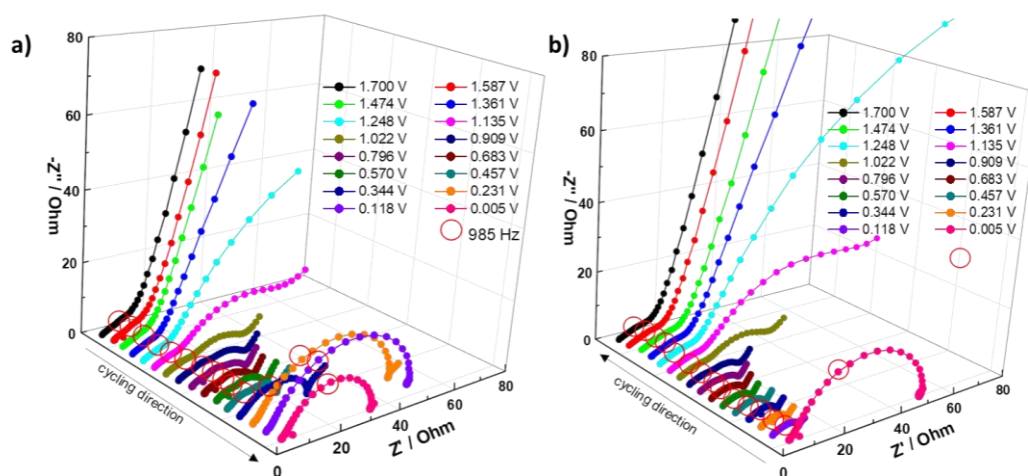 a)
80
60
40
20
0
-Z'' / Ohm
1.700 V
1.587 V
1.474 V
1.361 V
1.248 V
1.135 V
1.022 V
0.909 V
0.796 V
0.683 V
0.570 V
0.457 V
0.344 V
0.231 V
0.118 V
0.005 V
985 Hz
cycling direction
0
20
40
60
80
Z' / Ohm
b)
80
60
40
20
0
-Z'' / Ohm
1.700 V
1.587 V
1.474 V
1.361 V
1.248 V
1.135 V
1.022 V
0.909 V
0.796 V
0.683 V
0.570 V
0.457 V
0.344 V
0.231 V
0.118 V
0.005 V
cycling direction
0
20
40
60
80
Z' / Ohm